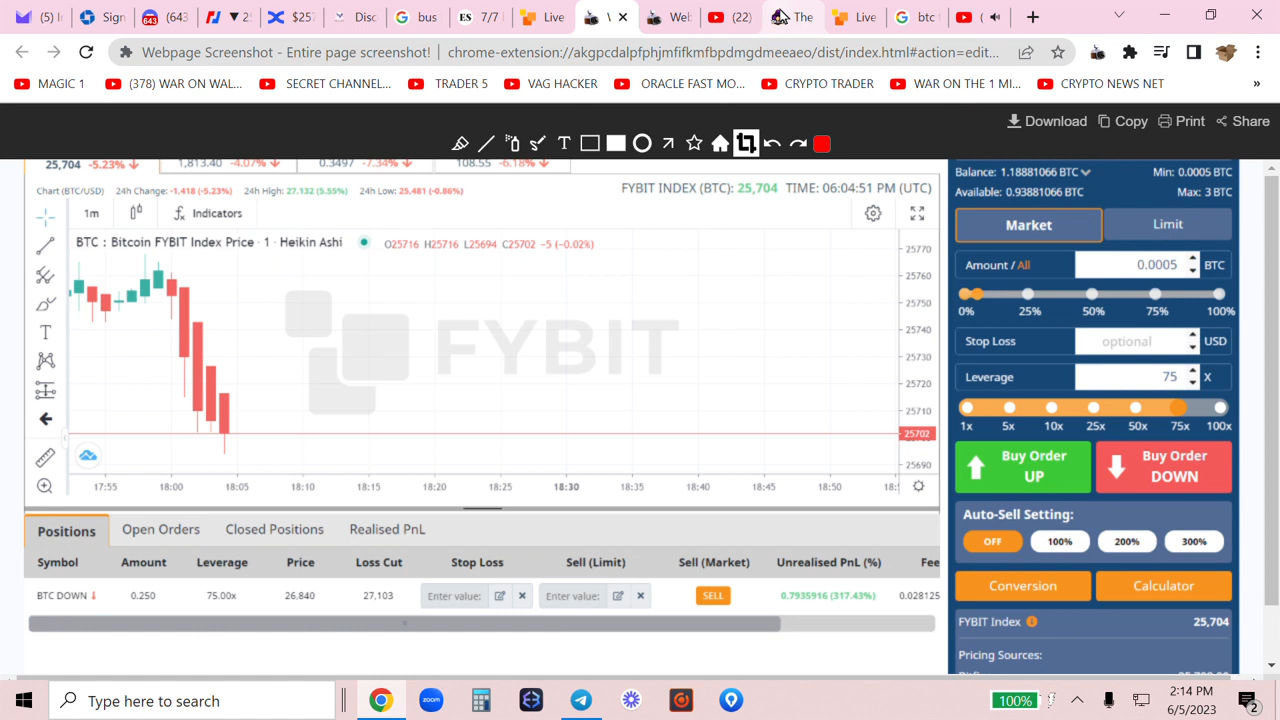 (5) I
Disc
Sign
(643
643
▼ 2
$257
Disc
bus
ES 7/7
Live
W
Web
(22)
The
Live
btc
Webpage Screenshot - Entire page screenshot! | chrome-extension://akgpcdalpfphjmfifkmfbpdmgdmeeaeo/dist/index.html#action=edit...
MAGIC 1
(378) WAR ON WAL...
SECRET CHANNEL...
TRADER 5
VAG HACKER
ORACLE FAST MO...
CRYPTO TRADER
WAR ON THE 1 MI...
CRYPTO NEWS NET
»
Download Copy Print Share
25,704 -5.23% 1,813.40 -4.07% 0.3497 -7.34% 108.55 -6.18%
Chart (BTC/USD) 24h Change: -1.418 (-5.23%) 24h High: 27.132 (5.55%) 24h Low: 25,481 (-0.86%) FYBIT INDEX (BTC): 25,704 TIME: 06:04:51 PM (UTC)
1m Indicators
BTC : Bitcoin FYBIT Index Price · 1 · Heikin Ashi O25716 H25716 L25694 C25702 -5 (-0.02%)
FYBIT
25770
25760
25750
25740
25730
25720
25710
25702
25690
17:55 18:00 18:05 18:10 18:15 18:20 18:25 18:30 18:35 18:40 18:45 18:50
Positions Open Orders Closed Positions Realised PnL
Symbol Amount Leverage Price Loss Cut Stop Loss Sell (Limit) Sell (Market) Unrealised PnL (%) Fee
BTC DOWN 0.250 75.00x 26,840 27,103 Enter value: Enter value: SELL 0.7935916 (317.43%) 0.028125
Balance: 1.18881066 BTC Min: 0.0005 BTC
Available: 0.93881066 BTC Max: 3 BTC
Market Limit
Amount / All 0.0005 BTC
0% 25% 50% 75% 100%
Stop Loss optional USD
Leverage 75 X
1x 5x 10x 25x 50x 75x 100x
Buy Order UP
Buy Order DOWN
Auto-Sell Setting:
OFF 100% 200% 300%
Conversion Calculator
FYBIT Index 25,704
Pricing Sources:
Type here to search
zoom
100%
2:14 PM
6/5/2023
2